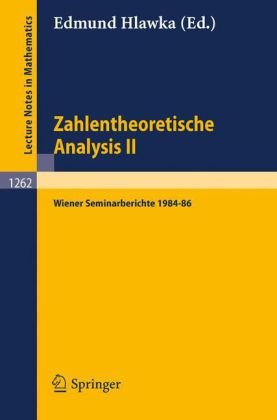 Edmund Hlawka (Ed.)
Lecture Notes in Mathematics
1262
Zahlentheoretische
Analysis II
Wiener Seminarberichte 1984-86
Springer